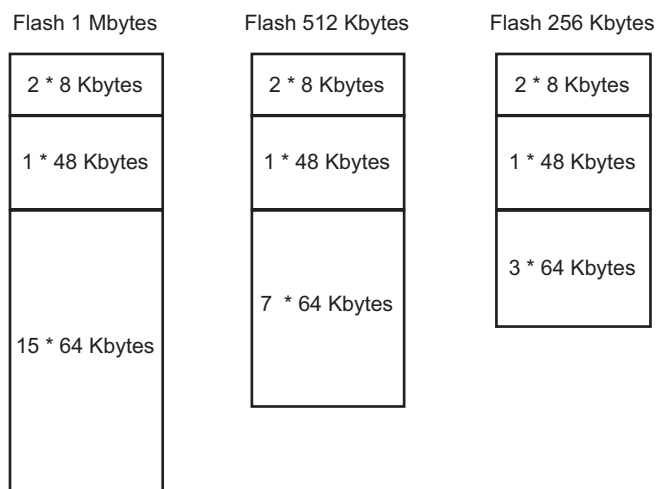 Flash 1 Mbytes
2 * 8 Kbytes
1 * 48 Kbytes
15 * 64 Kbytes
Flash 512 Kbytes
2 * 8 Kbytes
1 * 48 Kbytes
7 * 64 Kbytes
Flash 256 Kbytes
2 * 8 Kbytes
1 * 48 Kbytes
3 * 64 Kbytes